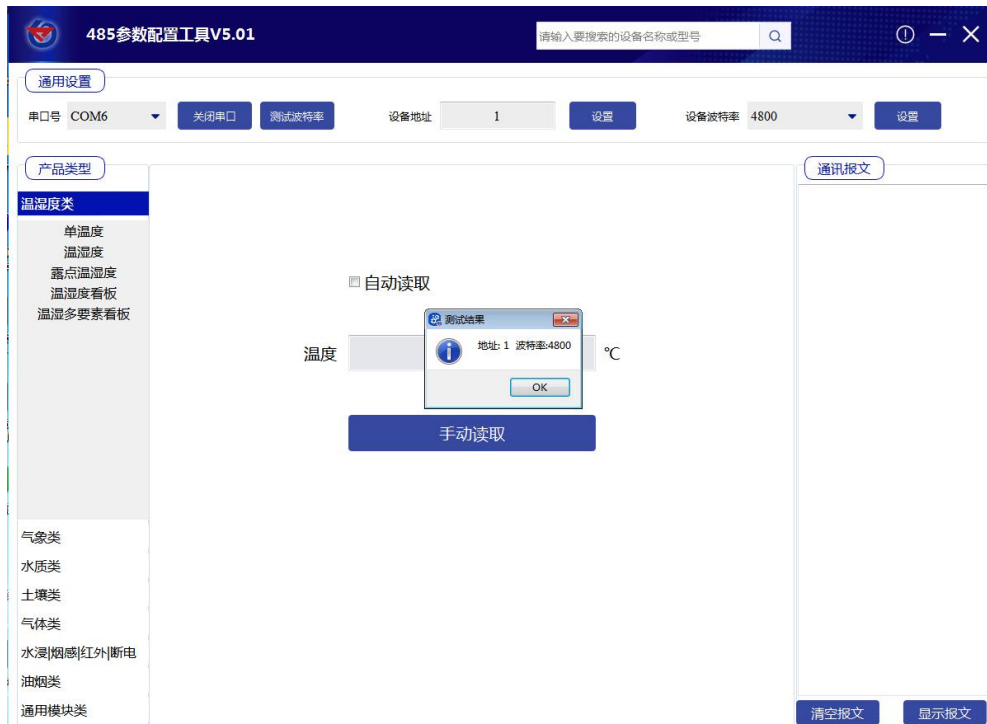 485参数配置工具V5.01
请输入要搜索的设备名称或型号
通用设置
串口号 COM6 关闭串口 测试波特率 设备地址 1 设置 设备波特率 4800 设置
产品类型
通讯报文
温湿度类
单温度
温湿度
露点温湿度
温湿度看板
温湿多要素看板
自动读取
测试结果
地址: 1 波特率:4800
OK
温度 ℃
手动读取
气象类
水质类
土壤类
气体类
水浸|烟感|红外|断电
油烟类
通用模块类
清空报文 显示报文